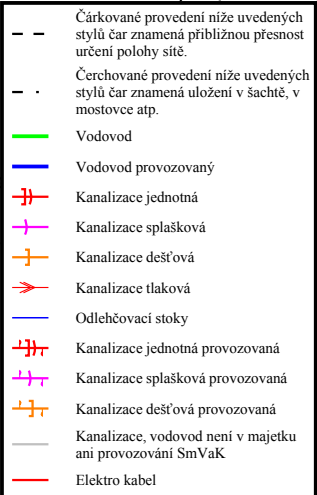 Čárkované provedení níže uvedených
stylů čar znamená přibližnou přesnost
určení polohy sítě.
Čerchované provedení níže uvedených
stylů čar znamená uložení v šachtě, v
mostovce atp.
Vodovod
Vodovod provozovaný
Kanalizace jednotná
Kanalizace splašková
Kanalizace dešťová
Kanalizace tlaková
Odlehčovací stoky
Kanalizace jednotná provozovaná
Kanalizace splašková provozovaná
Kanalizace dešťová provozovaná
Kanalizace, vodovod není v majetku
ani provozování SmVaK
Elektro kabel